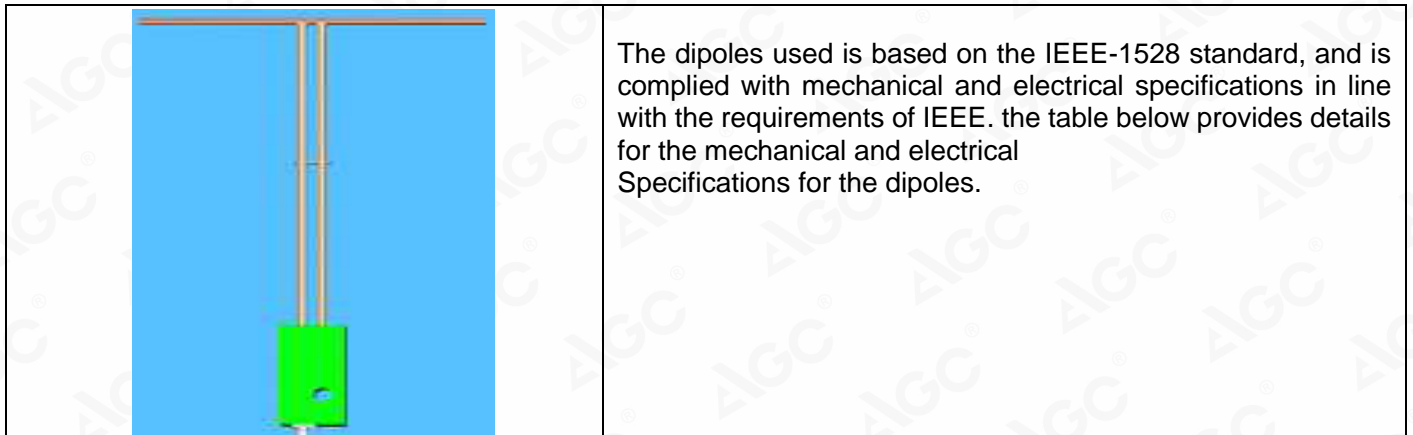 The dipoles used is based on the IEEE-1528 standard, and is
complied with mechanical and electrical specifications in line
with the requirements of IEEE. the table below provides details
for the mechanical and electrical
Specifications for the dipoles.
AGC ®